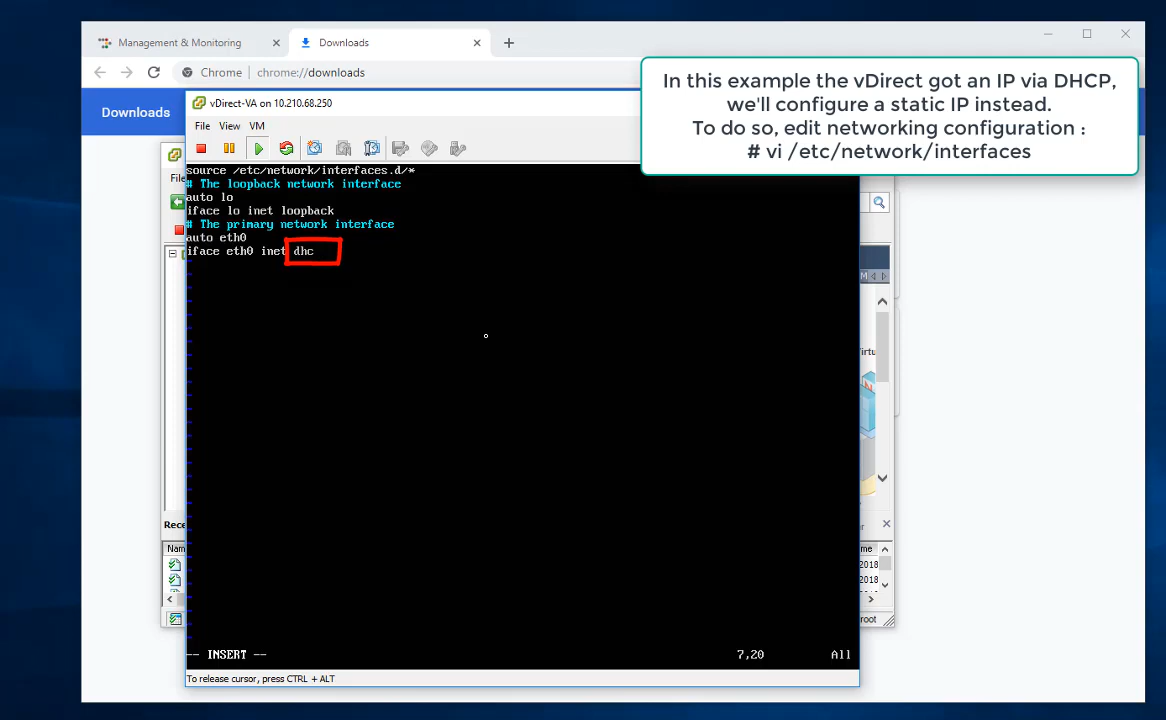 Management & Monitoring
Downloads
Chrome
chrome://downloads
In this example the vDirect got an IP via DHCP,
we'll configure a static IP instead.
To do so, edit networking configuration :
# vi /etc/network/interfaces
Downloads
vDirect-VA on 10.210.68.250
File View VM
File
source /etc/network/interfaces.d/*
# The loopback network interface
auto lo
iface lo inet loopback
# The primary network interface
auto eth0
iface eth0 inet dhc
Rece
Nam
2018
2018
root
-- INSERT --
7,20
All
To release cursor, press CTRL + ALT